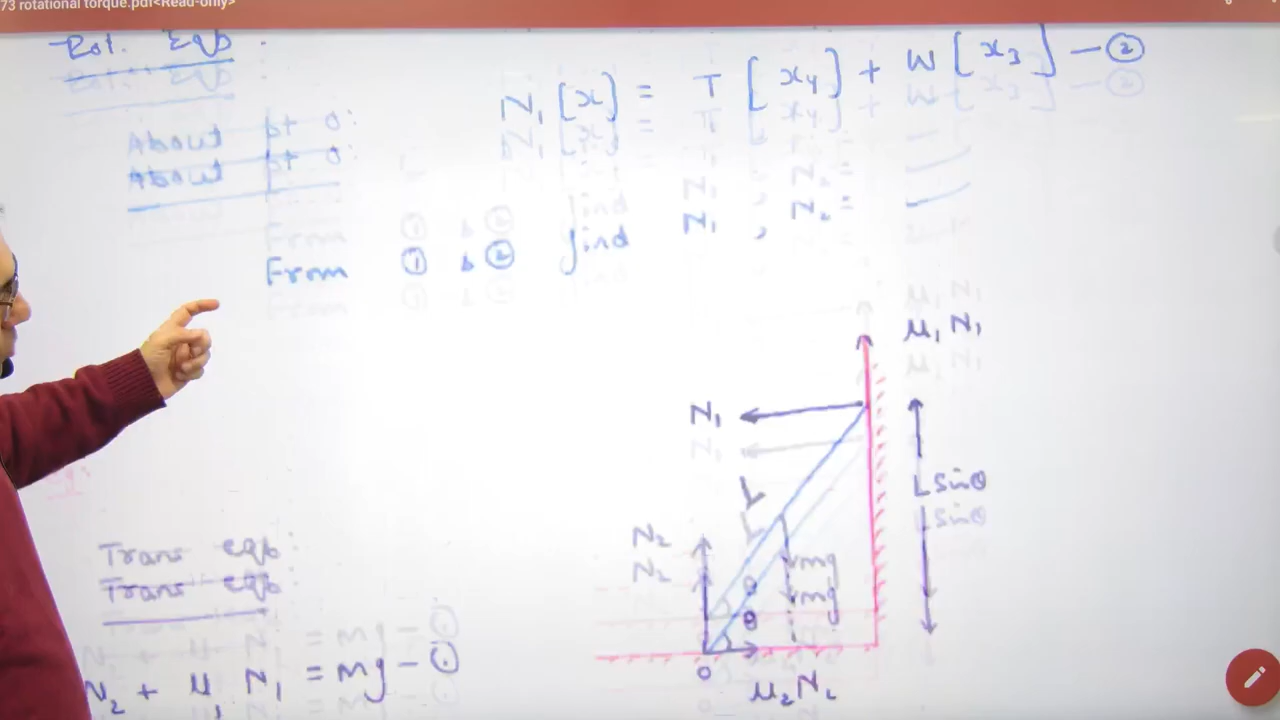 73 rotational torque.pdf<Read-only>
Rot. Eqb :
N₁ [x] = T [x₄] + W [x₃] — ②
About pt O:
From ① & ② find N₁, N₂ =
μ₁ N₁
N₁
L
L sinθ
N₂
mg
θ
Trans eqb :
O
μ₂ N₂
N₂ + μ₁ N₁ = mg - ①